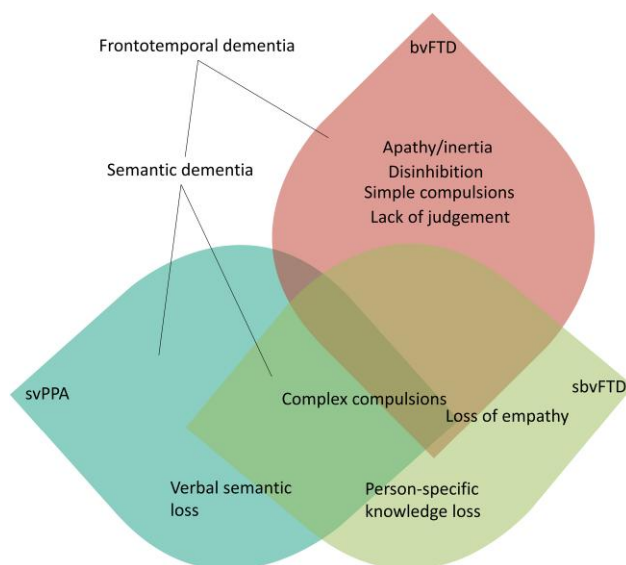 Frontotemporal dementia
bvFTD
Apathy/inertia
Disinhibition
Simple compulsions
Lack of judgement
Semantic dementia
svPPA
sbvFTD
Complex compulsions
Loss of empathy
Verbal semantic
loss
Person-specific
knowledge loss